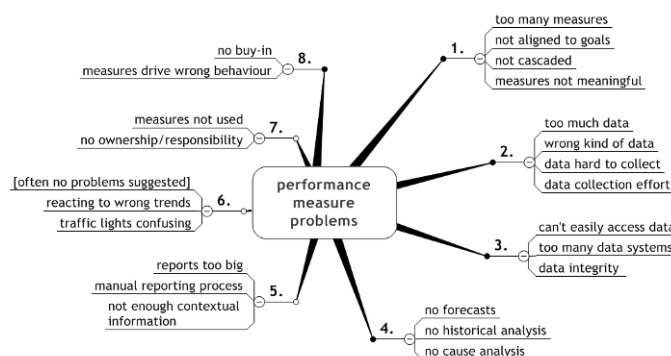 performance
measure
problems
1.
too many measures
not aligned to goals
not cascaded
measures not meaningful
2.
too much data
wrong kind of data
data hard to collect
data collection effort
3.
can't easily access data
too many data systems
data integrity
4.
no forecasts
no historical analysis
no cause analysis
5.
reports too big
manual reporting process
not enough contextual
information
6.
[often no problems suggested]
reacting to wrong trends
traffic lights confusing
7.
measures not used
no ownership/responsibility
8.
no buy-in
measures drive wrong behaviour